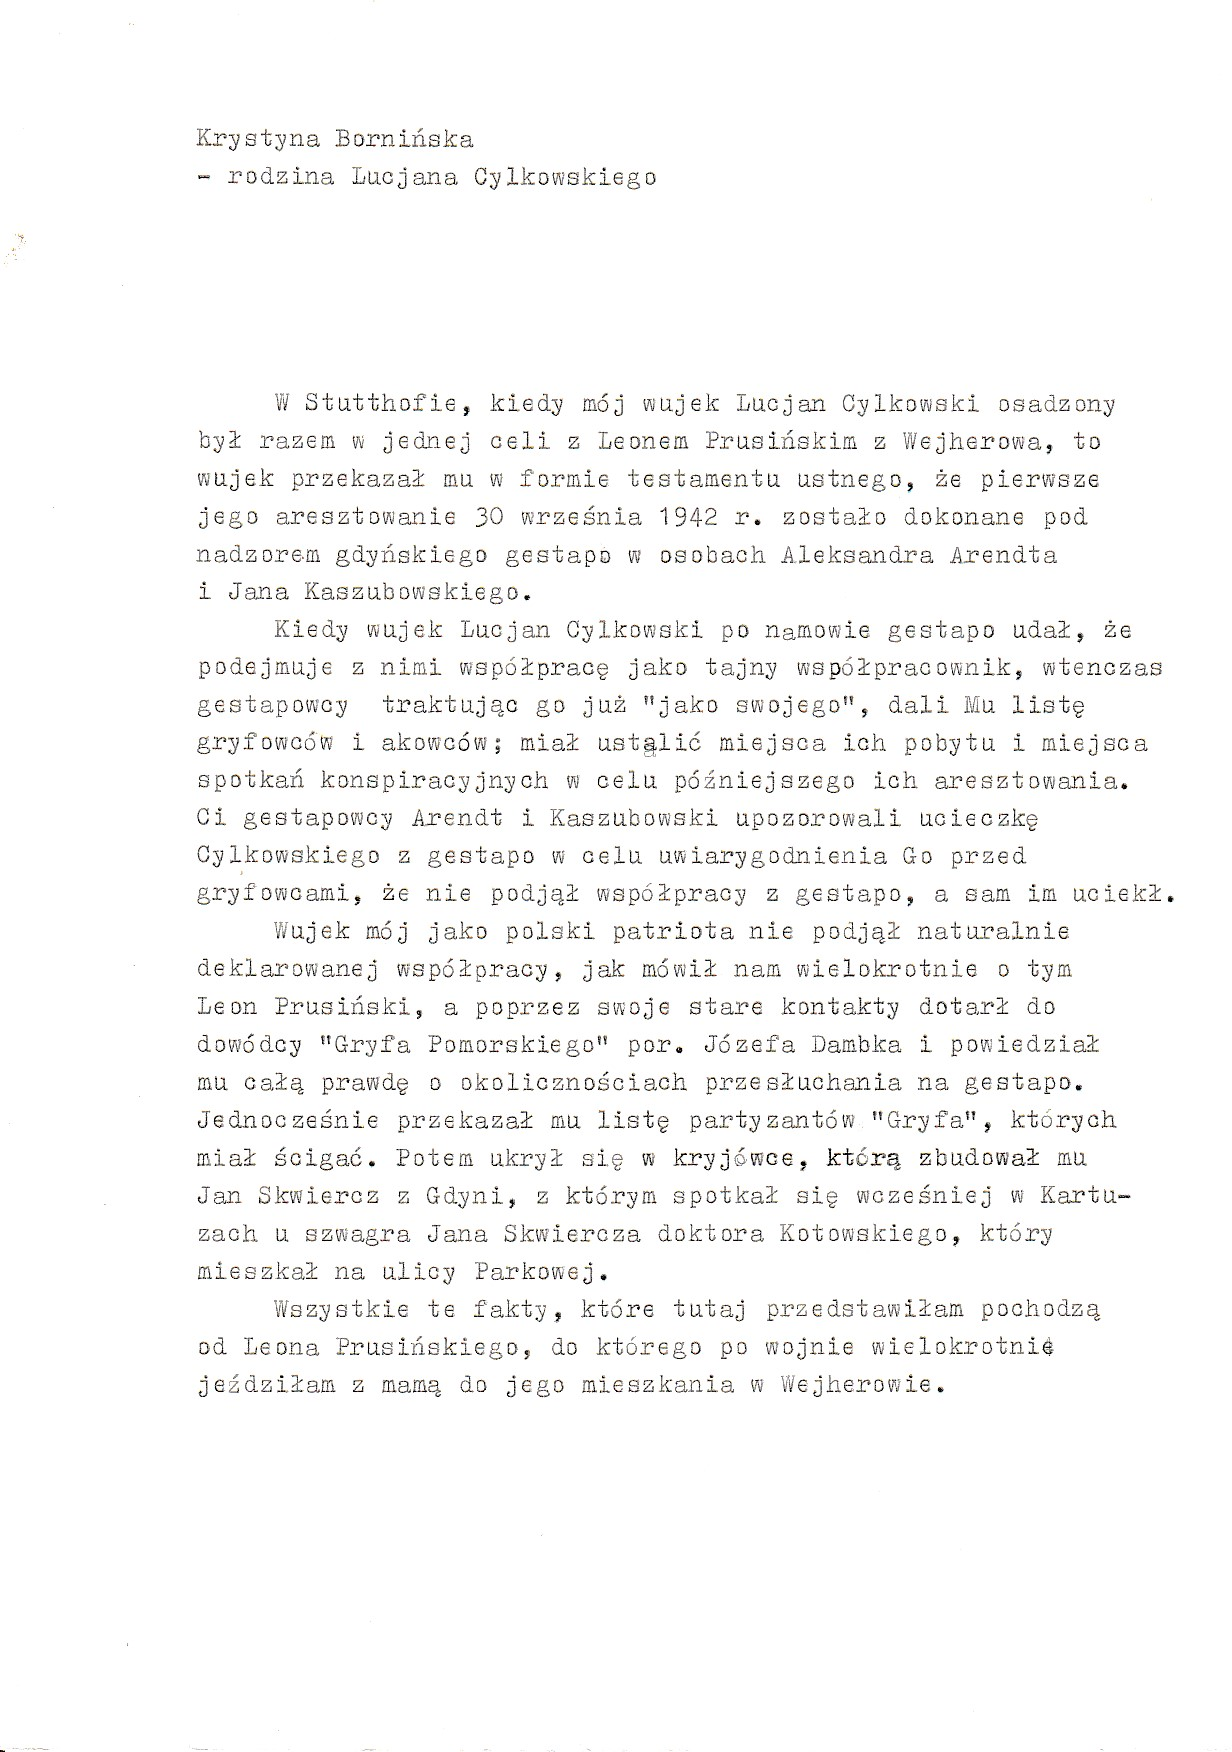 Krystyna Bornińska
- rodzina Lucjana Cylkowskiego
W Stutthofie, kiedy mój wujek Lucjan Cylkowski osadzony
był razem w jednej celi z Leonem Prusińskim z Wejherowa, to
wujek przekazał mu w formie testamentu ustnego, że pierwsze
jego aresztowanie 30 września 1942 r. zostało dokonane pod
nadzorem gdyńskiego gestapo w osobach Aleksandra Arendta
i Jana Kaszubowskiego.
Kiedy wujek Lucjan Cylkowski po namowie gestapo udał, że
podejmuje z nimi współpracę jako tajny współpracownik, wtenczas
gestapowcy traktując go już "jako swojego", dali Mu listę
gryfowców i akowców; miał ustalić miejsca ich pobytu i miejsca
spotkań konspiracyjnych w celu późniejszego ich aresztowania.
Ci gestapowcy Arendt i Kaszubowski upozorowali ucieczkę
Cylkowskiego z gestapo w celu uwiarygodnienia Go przed
gryfowcami, że nie podjął współpracy z gestapo, a sam im uciekł.
Wujek mój jako polski patriota nie podjął naturalnie
deklarowanej współpracy, jak mówił nam wielokrotnie o tym
Leon Prusiński, a poprzez swoje stare kontakty dotarł do
dowódcy "Gryfa Pomorskiego" por. Józefa Dambka i powiedział
mu całą prawdę o okolicznościach przesłuchania na gestapo.
Jednocześnie przekazał mu listę partyzantów "Gryfa", których
miał ścigać. Potem ukrył się w kryjówce, którą zbudował mu
Jan Skwiercz z Gdyni, z którym spotkał się wcześniej w Kartu-
zach u szwagra Jana Skwiercza doktora Kotowskiego, który
mieszkał na ulicy Parkowej.
Wszystkie te fakty, które tutaj przedstawiłam pochodzą
od Leona Prusińskiego, do którego po wojnie wielokrotnie
jeździłam z mamą do jego mieszkania w Wejherowie.